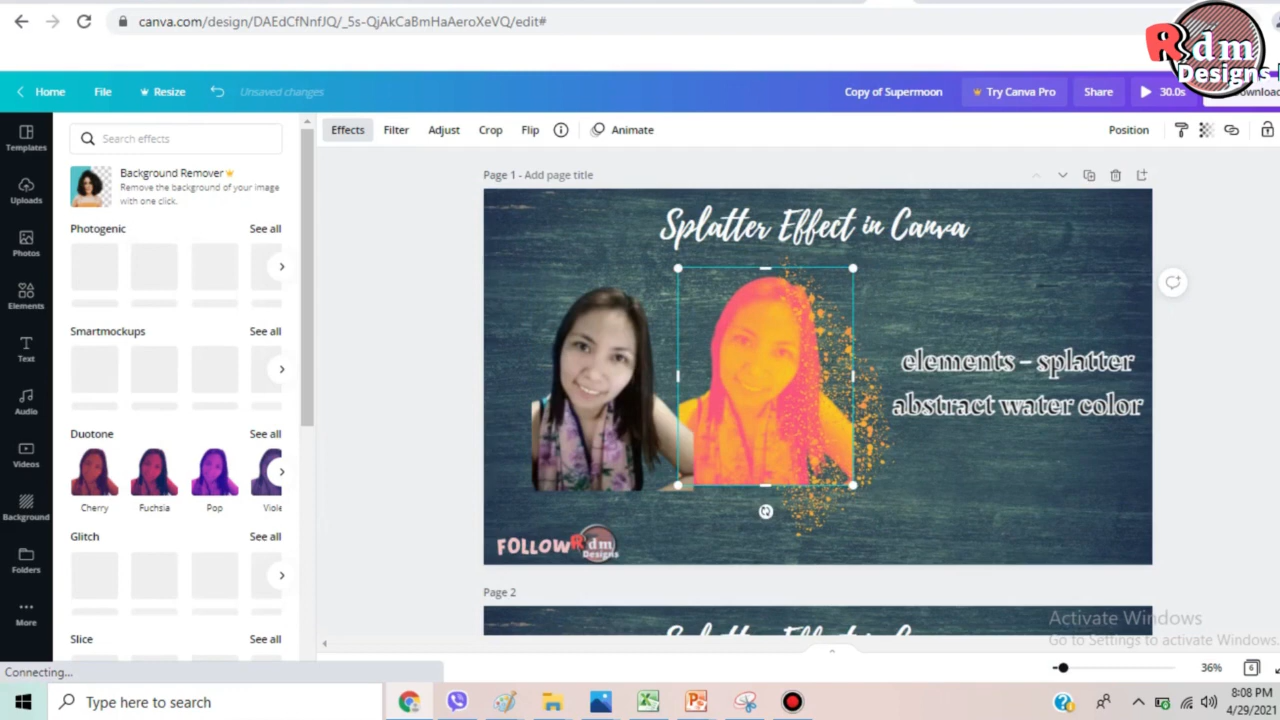 canva.com/design/DAEdCfNnfJQ/_5s-QjAkCaBmHaAeroXeVQ/edit#
Rdm
Designs
Home
File
Resize
Unsaved changes
Copy of Supermoon
Try Canva Pro
Share
30.0s
Download
Templates
Uploads
Photos
Elements
Text
Audio
Videos
Background
Folders
More
Search effects
Background Remover
Remove the background of your image
with one click.
Photogenic
See all
Smartmockups
See all
Duotone
See all
Cherry
Fuchsia
Pop
Viole
Glitch
See all
Slice
See all
Effects
Filter
Adjust
Crop
Flip
Animate
Position
Page 1 - Add page title
Splatter Effect in Canva
elements - splatter
abstract water color
FOLLOW Rdm
Designs
Page 2
Activate Windows
Go to Settings to activate Windows.
Connecting...
36%
6
Type here to search
8:08 PM
4/29/2021